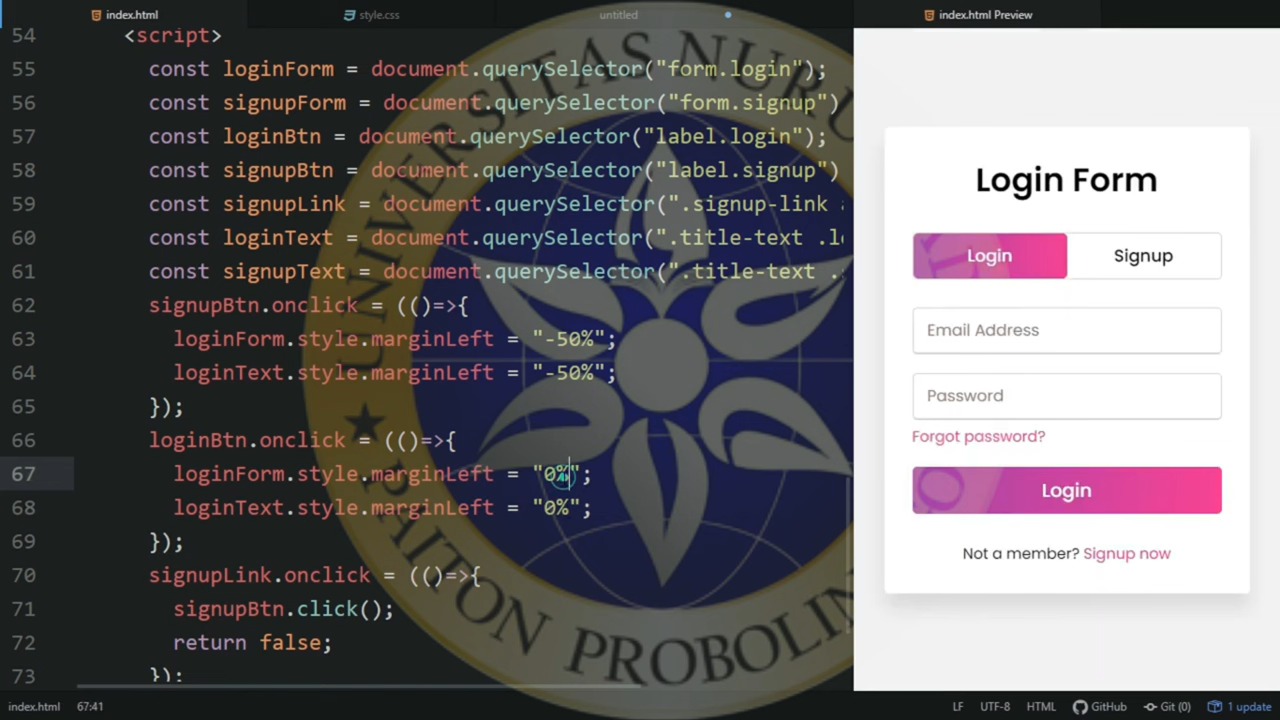 index.html
style.css
untitled
index.html Preview
54 <script>
55 const loginForm = document.querySelector("form.login");
56 const signupForm = document.querySelector("form.signup")
57 const loginBtn = document.querySelector("label.login");
58 const signupBtn = document.querySelector("label.signup")
59 const signupLink = document.querySelector(".signup-link
60 const loginText = document.querySelector(".title-text .l
61 const signupText = document.querySelector(".title-text .
62 signupBtn.onclick = (()=>{
63 loginForm.style.marginLeft = "-50%";
64 loginText.style.marginLeft = "-50%";
65 });
66 loginBtn.onclick = (()=>{
67 loginForm.style.marginLeft = "0%";
68 loginText.style.marginLeft = "0%";
69 });
70 signupLink.onclick = (()=>{
71 signupBtn.click();
72 return false;
73 });
UNIVERSITAS NURUL
PAITON PROBOLIN
Login Form
Login
Signup
Email Address
Password
Forgot password?
Login
Not a member? Signup now
index.html 67:41
LF UTF-8 HTML GitHub Git (0) 1 update